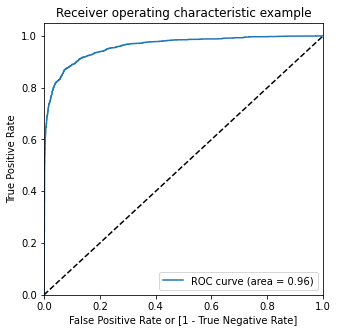 Receiver operating characteristic example
True Positive Rate
1.0
0.8
0.6
0.4
0.2
0.0
ROC curve (area = 0.96)
0.0 0.2 0.4 0.6 0.8 1.0
False Positive Rate or [1 - True Negative Rate]